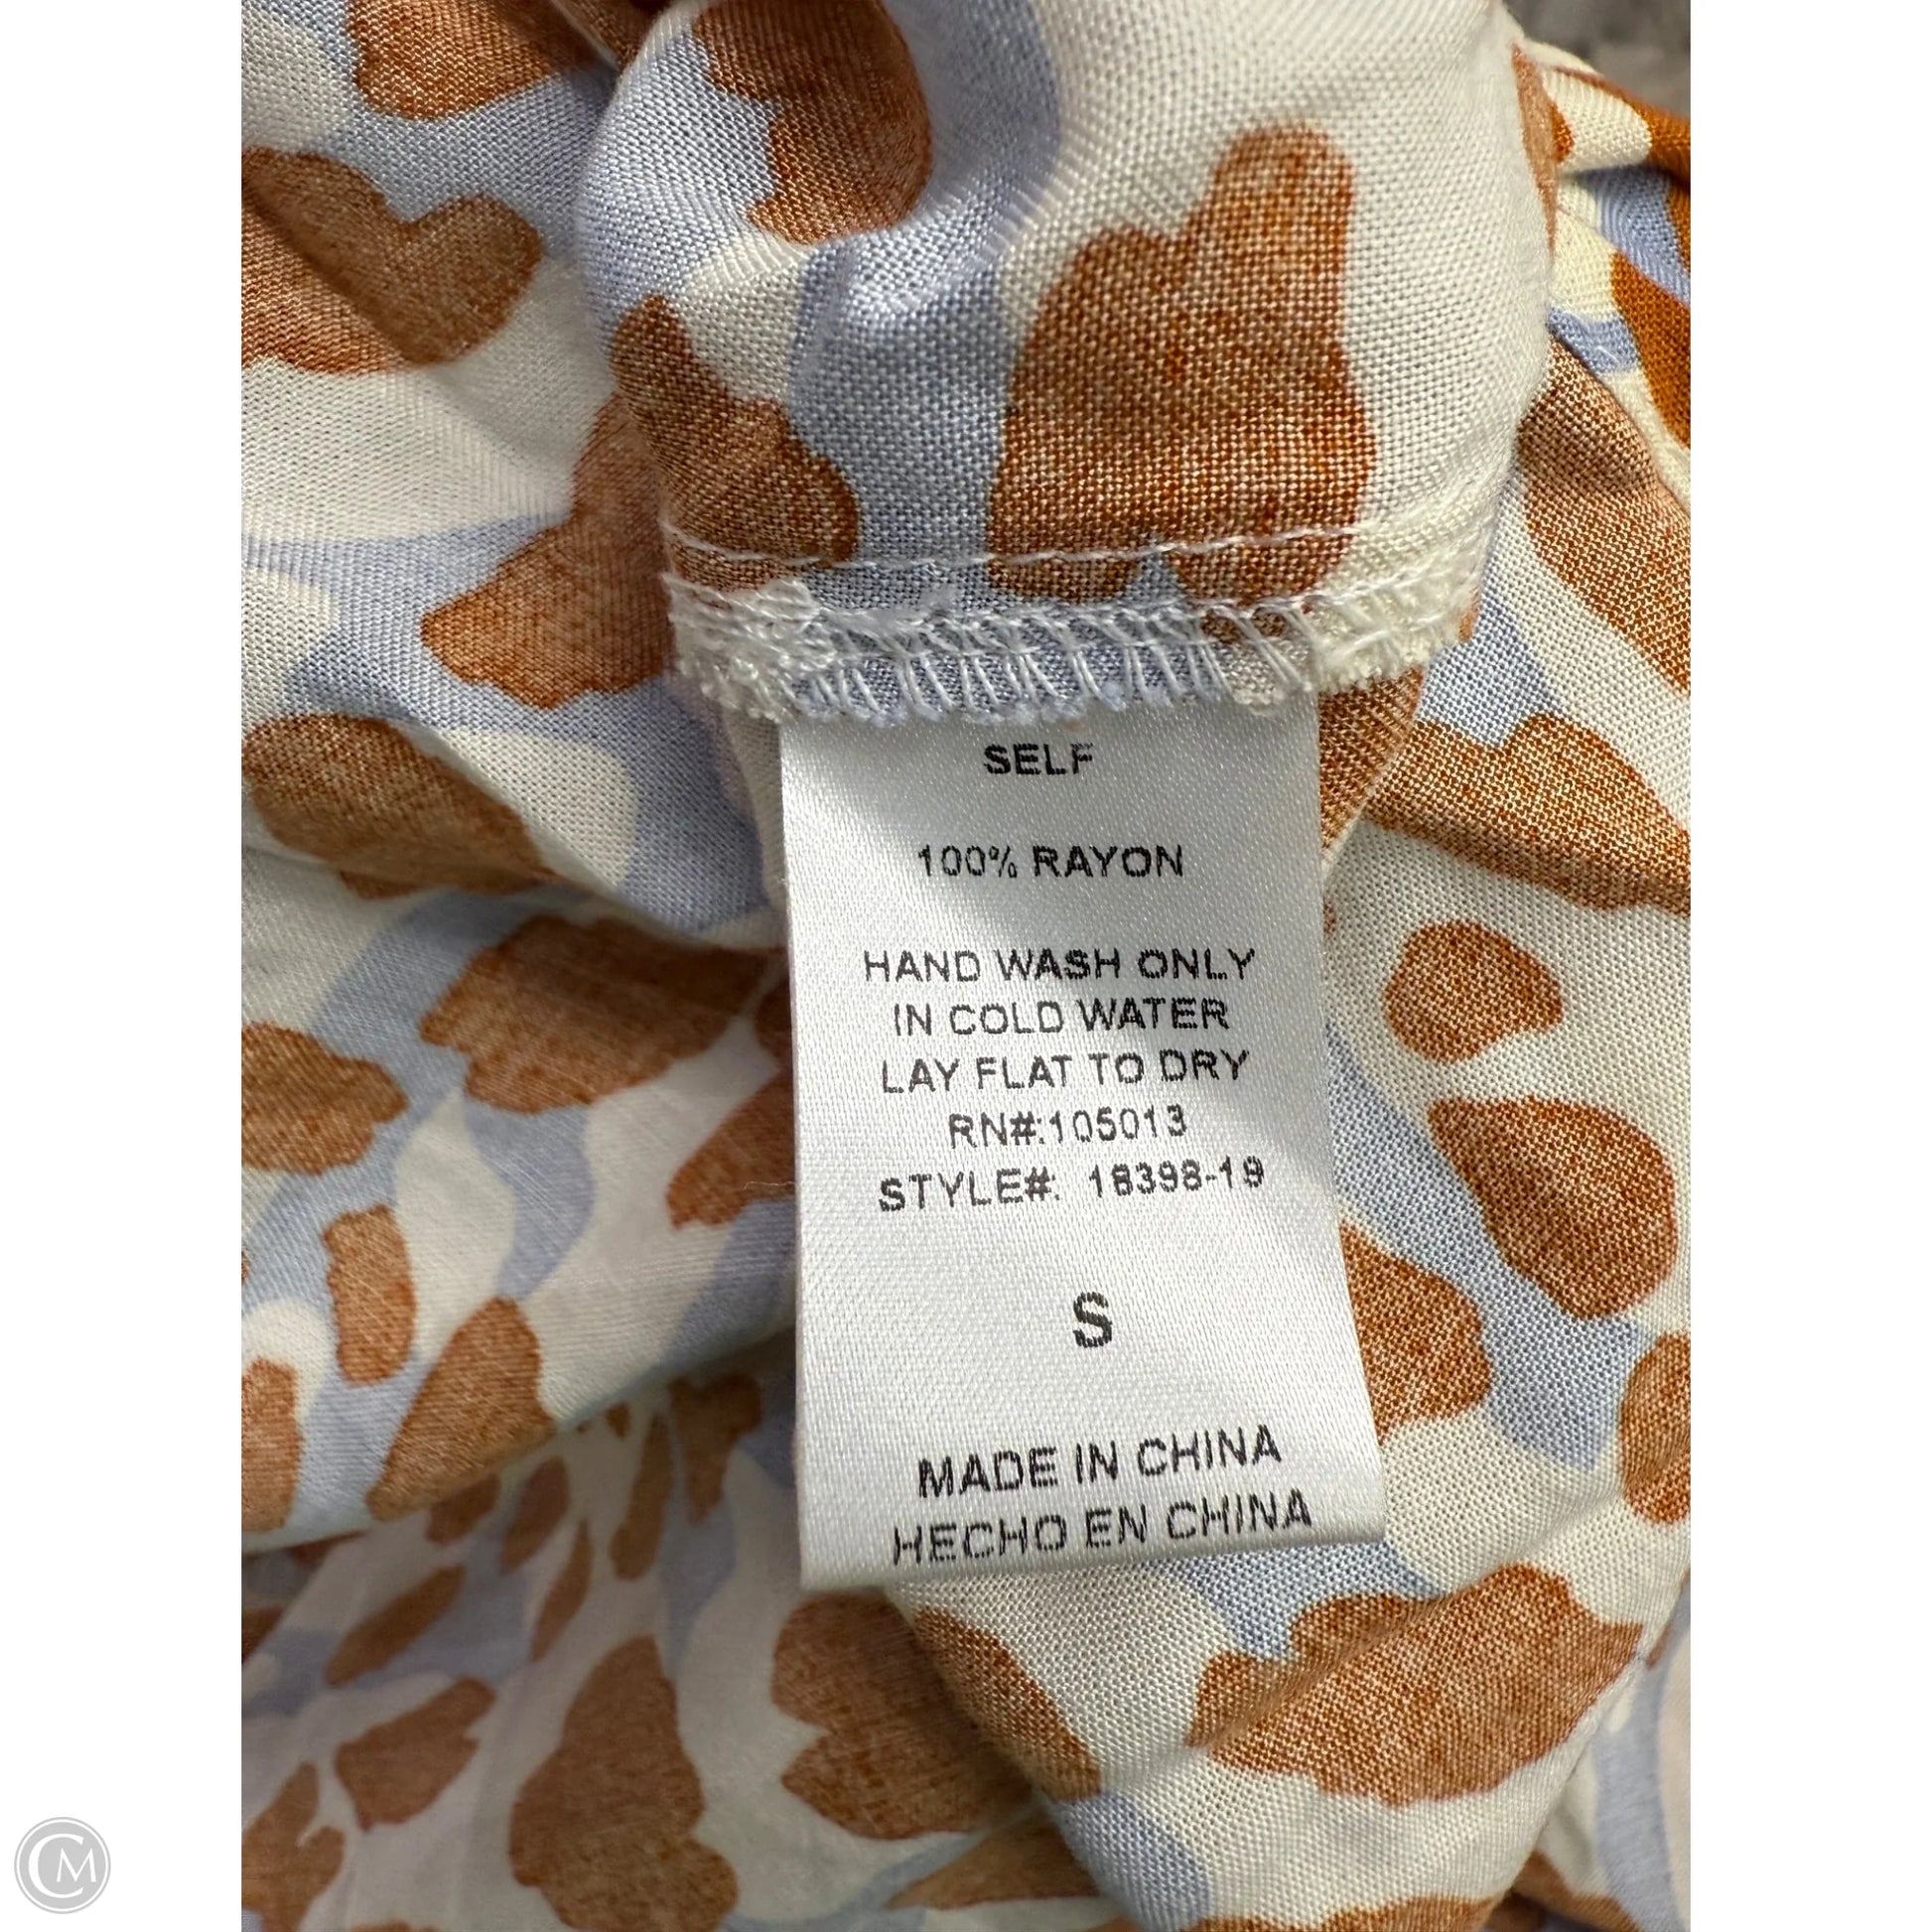 SELF
100% RAYON
HAND WASH ONLY
IN COLD WATER
LAY FLAT TO DRY
RN#:105013
STYLE#: 18398-19
S
MADE IN CHINA
HECHO EN CHINA
CM